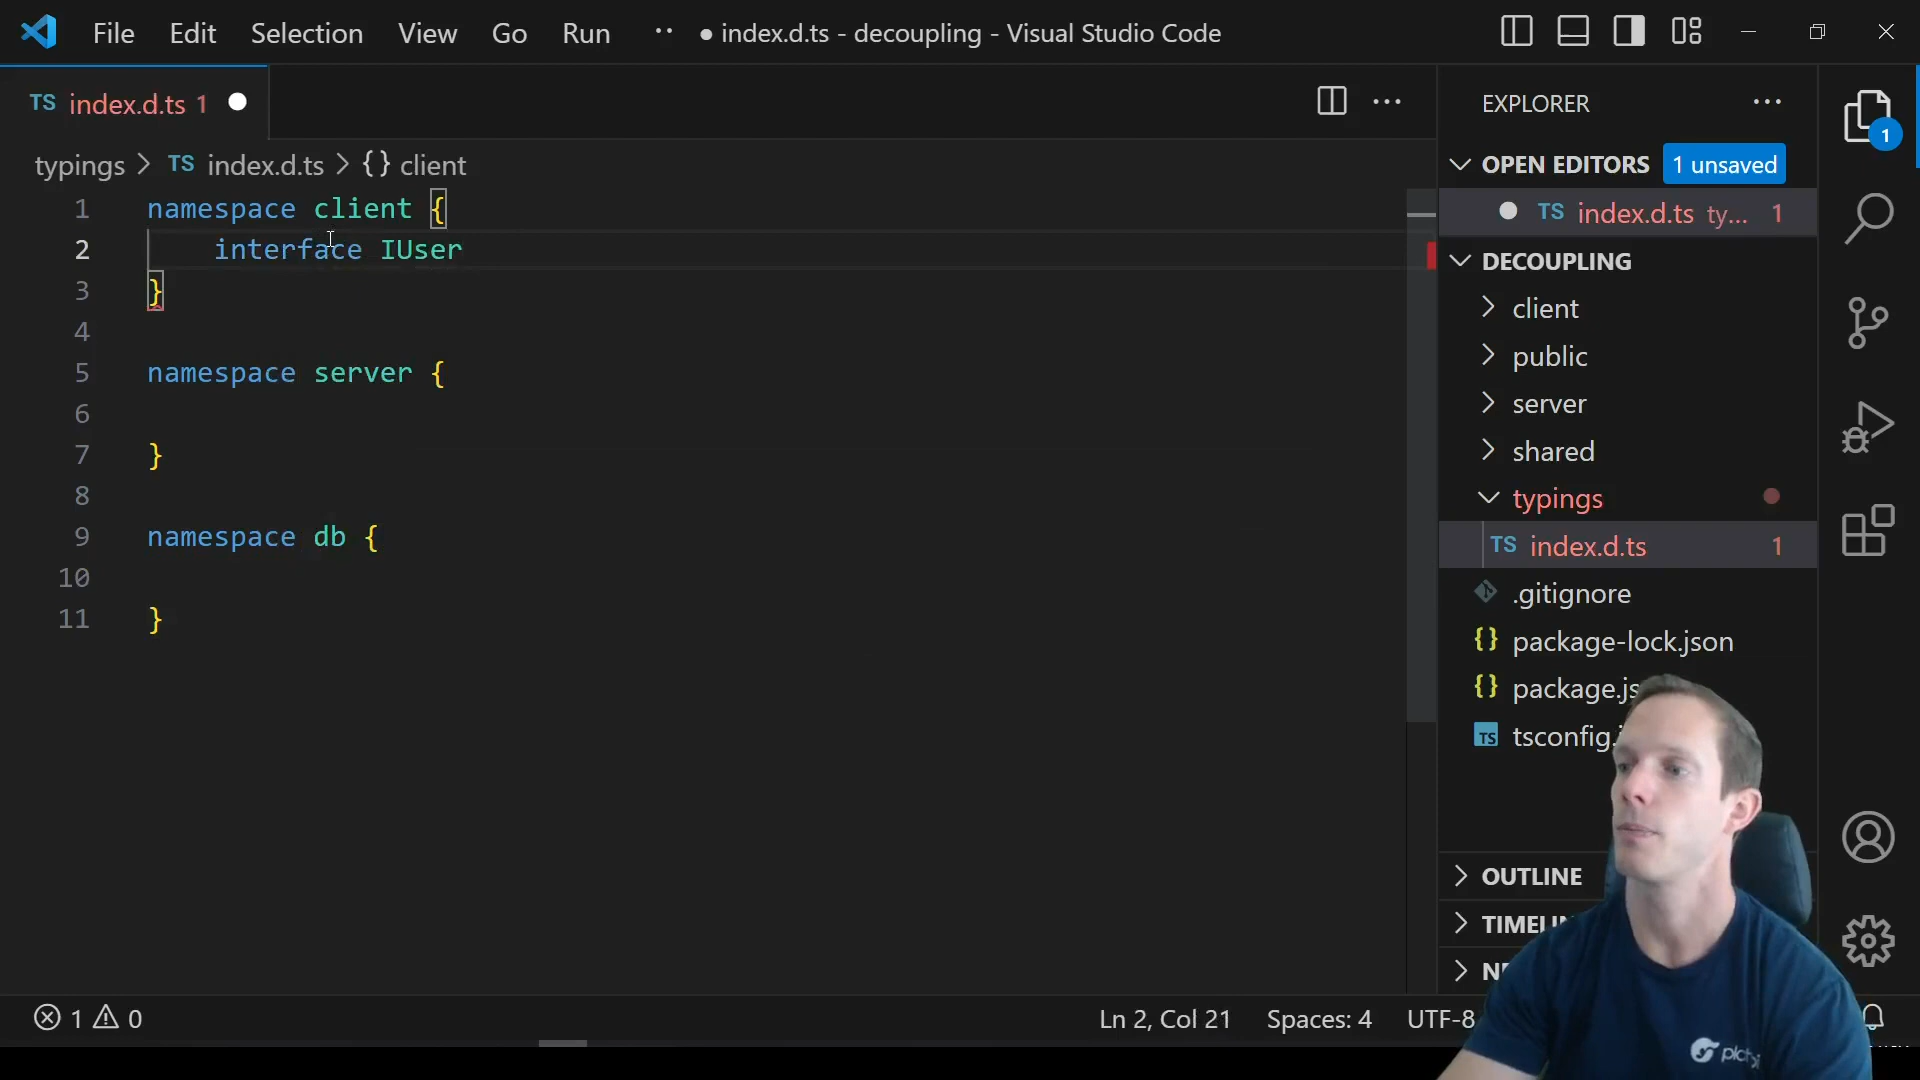 File Edit Selection View Go Run ·· ● index.d.ts - decoupling - Visual Studio Code
TS index.d.ts 1 ●
typings > TS index.d.ts > {} client
1 namespace client {
2 interface IUser
3 }
4
5 namespace server {
6
7 }
8
9 namespace db {
10
11 }
EXPLORER ···
OPEN EDITORS 1 unsaved
● TS index.d.ts ty... 1
DECOUPLING
client
public
server
shared
typings
TS index.d.ts 1
.gitignore
{} package-lock.json
{} package.js
TS tsconfig.
OUTLINE
TIMELIN
1
1 0
Ln 2, Col 21 Spaces: 4 UTF-8